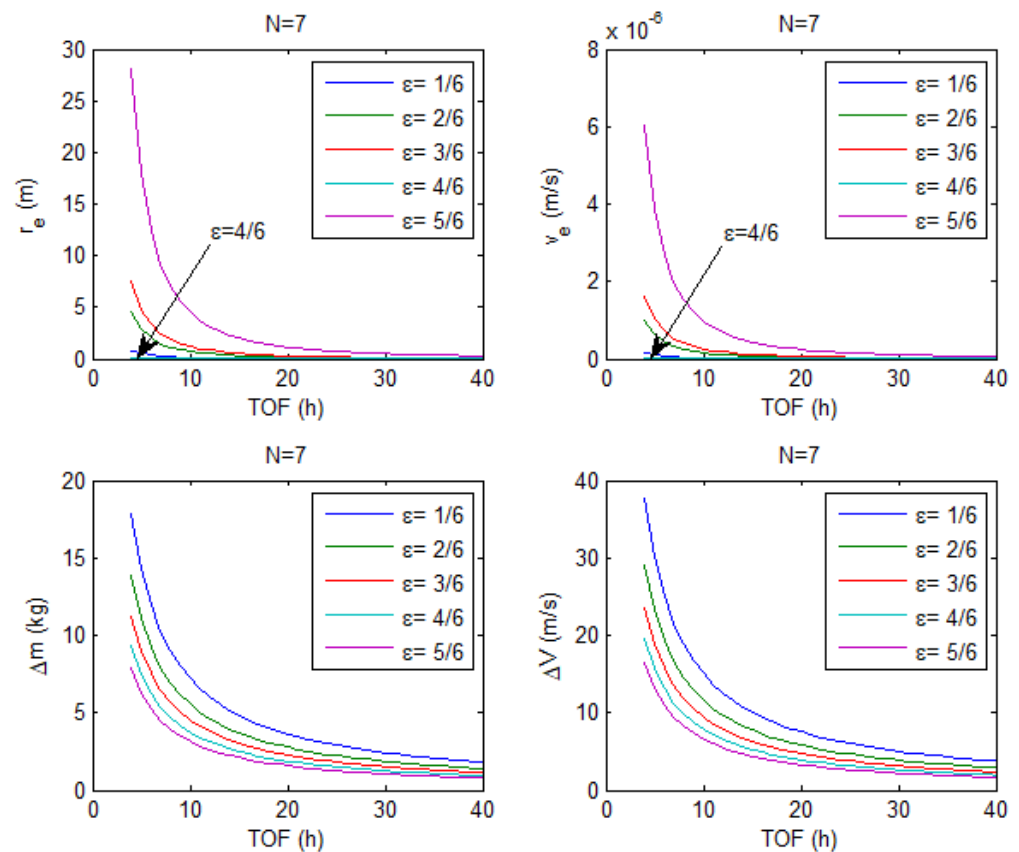 N=7
30
25
20
15
10
5
0
r_e (m)
ε= 1/6
ε= 2/6
ε= 3/6
ε= 4/6
ε= 5/6
ε=4/6
0 10 20 30 40
TOF (h)
N=7
x 10^-6
8
6
4
2
0
v_e (m/s)
ε= 1/6
ε= 2/6
ε= 3/6
ε= 4/6
ε= 5/6
ε=4/6
0 10 20 30 40
TOF (h)
N=7
20
15
10
5
0
Δm (kg)
ε= 1/6
ε= 2/6
ε= 3/6
ε= 4/6
ε= 5/6
0 10 20 30 40
TOF (h)
N=7
40
30
20
10
0
ΔV (m/s)
ε= 1/6
ε= 2/6
ε= 3/6
ε= 4/6
ε= 5/6
0 10 20 30 40
TOF (h)